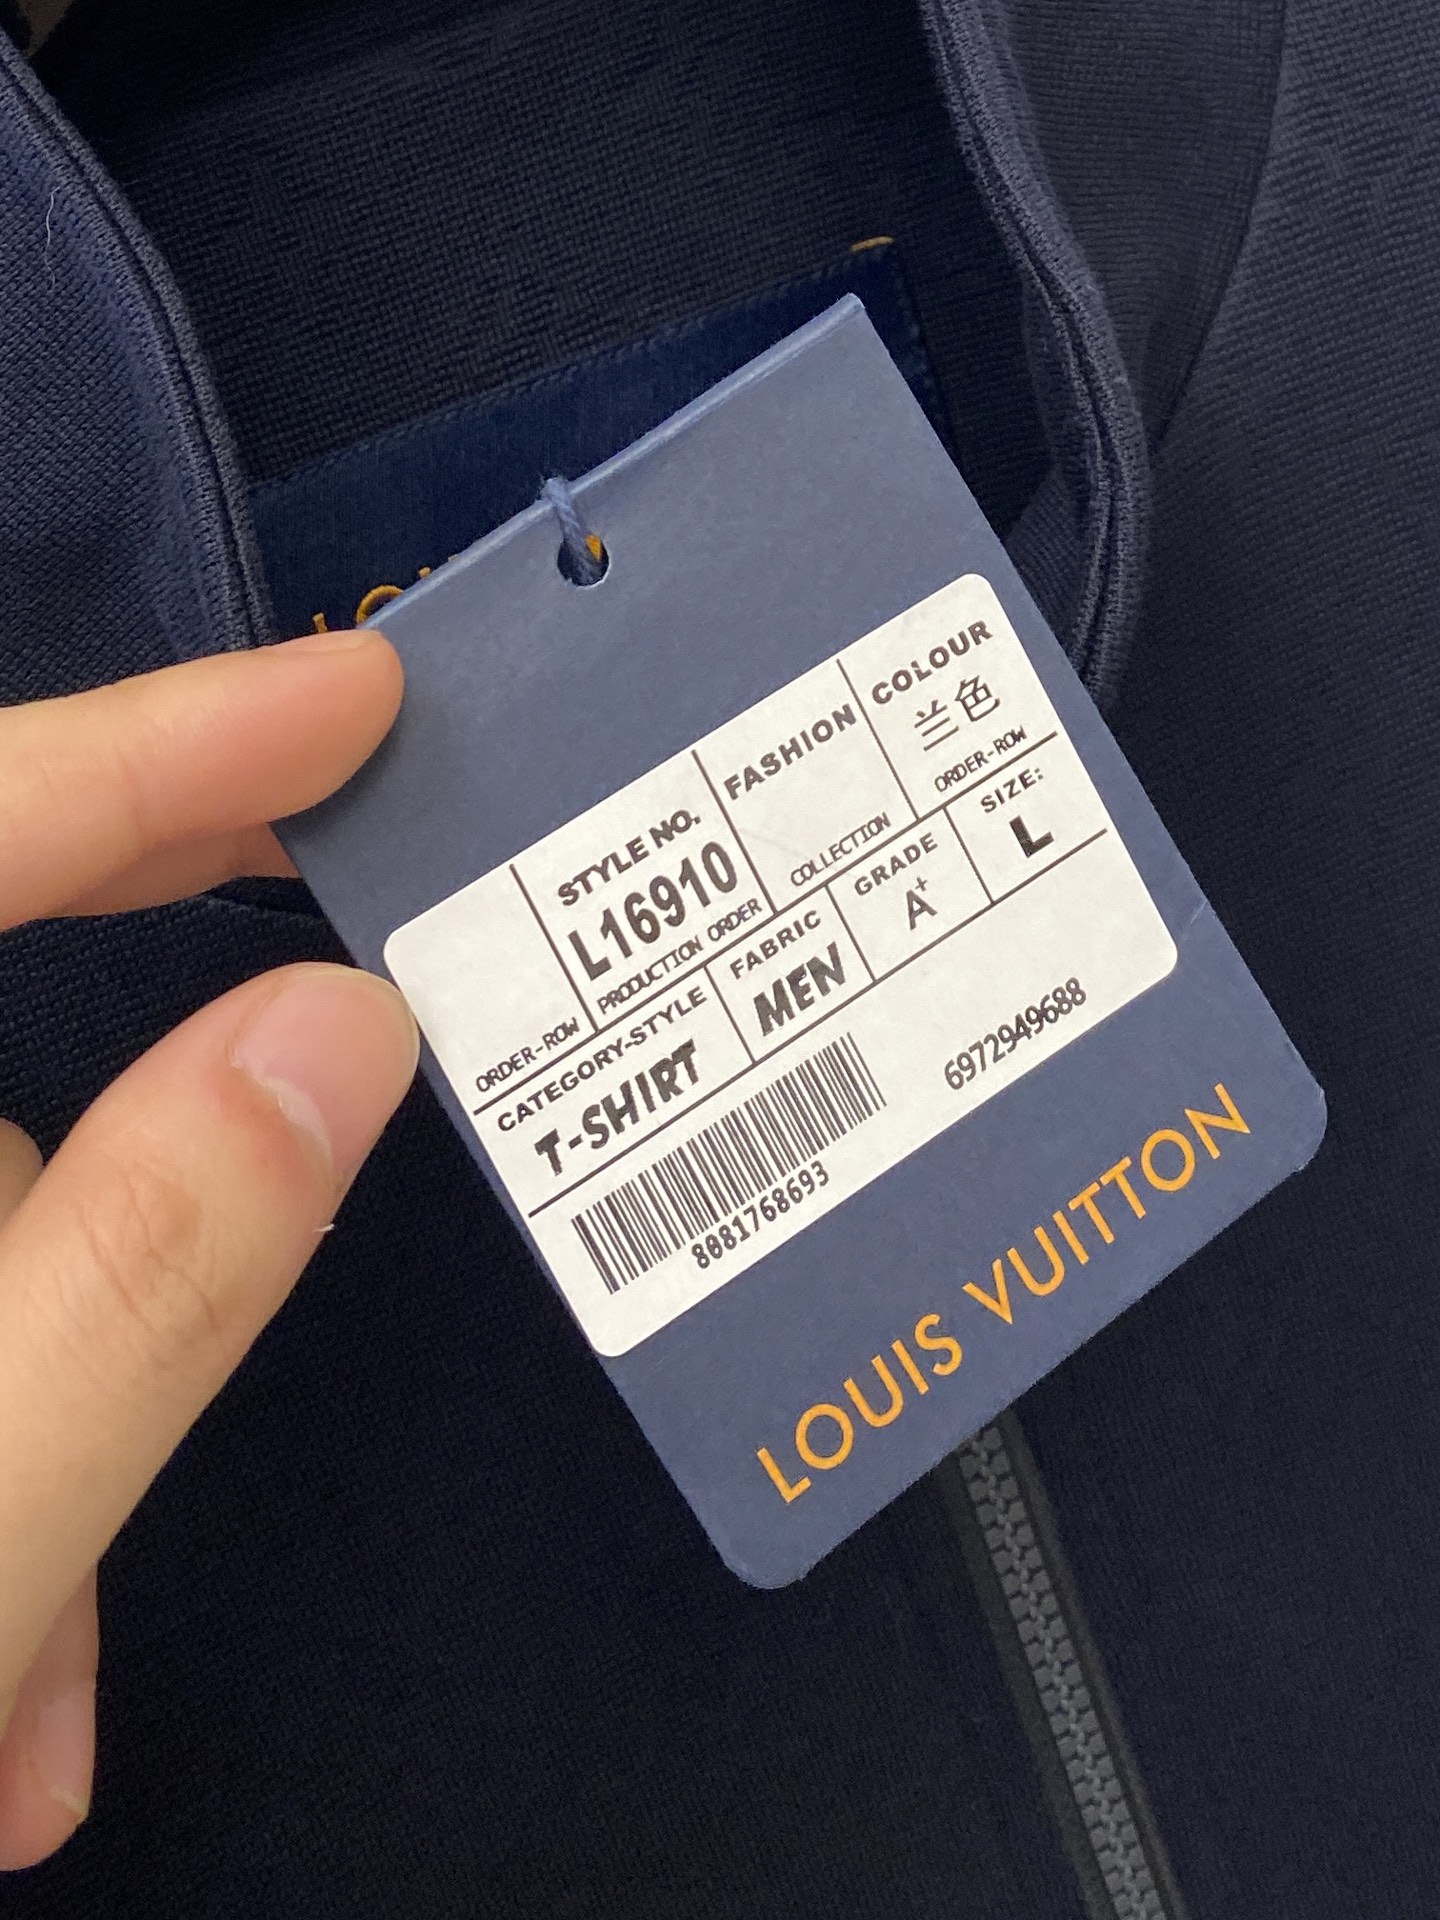 STYLE NO.
L16910
PRODUCTION ORDER
FASHION
COLLECTION
COLOUR
兰色
ORDER-ROW
ORDER-ROW
CATEGORY-STYLE
T-SHIRT
FABRIC
MEN
GRADE
A+
SIZE:
L
8081768693
6972949688
LOUIS VUITTON